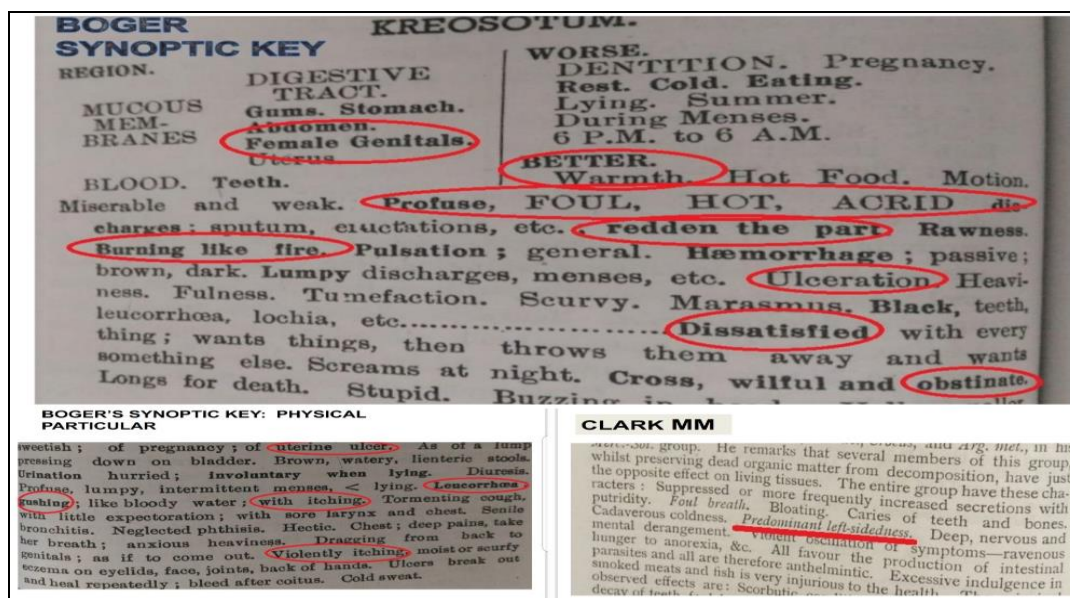 BOGER
SYNOPTIC KEY
KREOSOTUM.
REGION.
MUCOUS
MEM-
BRANES
DIGESTIVE
TRACT.
Gums. Stomach.
Abdomen.
Female Genitals.
Uterus.
BLOOD. Teeth.
WORSE.
DENTITION. Pregnancy.
Rest. Cold. Eating.
Lying. Summer.
During Menses.
6 P.M. to 6 A.M.
BETTER.
Warmth. Hot Food. Motion.
Miserable and weak. Profuse, FOUL, HOT, ACRID dis-
charges; sputum, eructations, etc., redden the part Rawness.
Burning like fire. Pulsation; general. Hæmorrhage; passive;
brown, dark. Lumpy discharges, menses, etc. Ulceration. Heavi-
ness. Fulness. Tumefaction. Scurvy. Marasmus. Black, teeth,
leucorrhœa, lochia, etc.............................. Dissatisfied with every
thing; wants things, then throws them away and wants
something else. Screams at night. Cross, wilful and obstinate.
Longs for death. Stupid. Buzzing in
BOGER'S SYNOPTIC KEY: PHYSICAL
PARTICULAR
sweetish; of pregnancy; of uterine ulcer. As of a lump
pressing down on bladder. Brown, watery, lienteric stools.
Urination hurried; involuntary when lying. Diuresis.
Profuse, lumpy, intermittent menses, < lying. Leucorrhœa
gushing; like bloody water; with itching. Tormenting cough,
with little expectoration; with sore larynx and chest. Senile
bronchitis. Neglected phthisis. Hectic. Chest; deep pains, take
her breath; anxious heaviness. Dragging from back to
genitals; as if to come out. Violently itching, moist or scurfy
eczema on eyelids, face, joints, back of hands. Ulcers break out
and heal repeatedly; bleed after coitus. Cold sweat.
CLARK MM
group. He remarks that several members of this group,
whilst preserving dead organic matter from decomposition, have just
the opposite effect on living tissues. The entire group have these cha-
racters: Suppressed or more frequently increased secretions with
putridity. Foul breath. Bloating. Caries of teeth and bones.
Cadaverous coldness. Predominant left-sidedness. Deep, nervous and
mental derangement. Violent oscillation of symptoms—ravenous
hunger to anorexia, &c. All favour the production of intestinal
parasites and all are therefore anthelmintic. Excessive indulgence in
smoked meats and fish is very injurious to the health.
observed effects are: Scorbutic
decay of teeth,